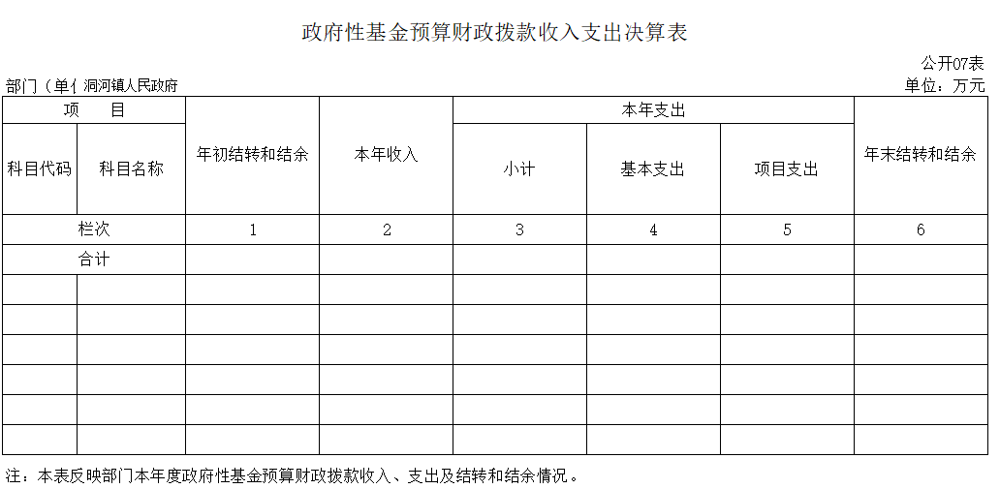 政府性基金预算财政拨款收入支出决算表
公开07表
部门（单位 洞河镇人民政府 单位：万元
项 目 年初结转和结余 本年收入 本年支出 年末结转和结余
科目代码 科目名称 小计 基本支出 项目支出
栏次 1 2 3 4 5 6
合计
注：本表反映部门本年度政府性基金预算财政拨款收入、支出及结转和结余情况。